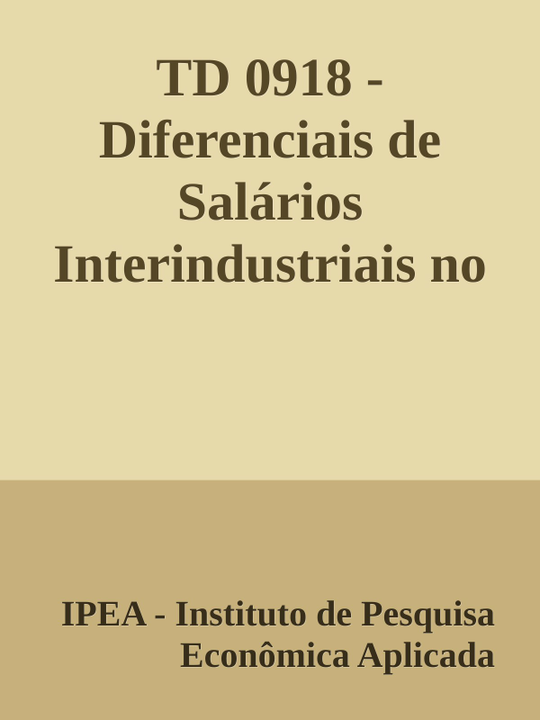 TD 0918 -
Diferenciais de
Salários
Interindustriais no
IPEA - Instituto de Pesquisa
Econômica Aplicada